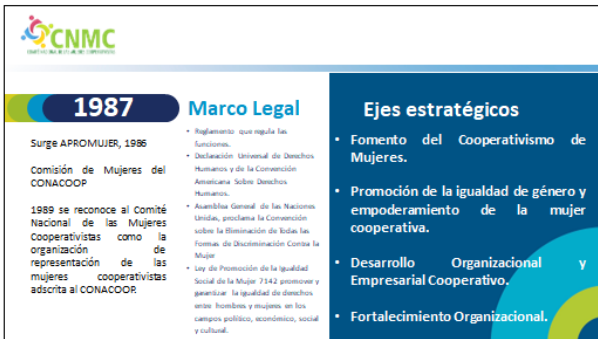 CNMC
1987
Surge APROMUJER, 1986
Comisión de Mujeres del
CONACOOP
1989 se reconoce al Comité
Nacional de las Mujeres
Cooperativistas como la
organización de
representación de las
mujeres cooperativistas
adscrita al CONACOOP.
Marco Legal
• Reglamento que regula las
funciones.
• Declaración Universal de Derechos
Humanos y de la Convención
Americana Sobre Derechos
Humanos.
• Asamblea General de las Naciones
Unidas, proclama la Convención
sobre la Eliminación de Todas las
Formas de Discriminación Contra la
Mujer
• Ley de Promoción de la Igualdad
Social de la Mujer 7142 promover y
garantizar la igualdad de derechos
entre hombres y mujeres en los
campos político, económico, social
y cultural.
Ejes estratégicos
• Fomento del Cooperativismo de
Mujeres.
• Promoción de la igualdad de género y
empoderamiento de la mujer
cooperativa.
• Desarrollo Organizacional y
Empresarial Cooperativo.
• Fortalecimiento Organizacional.